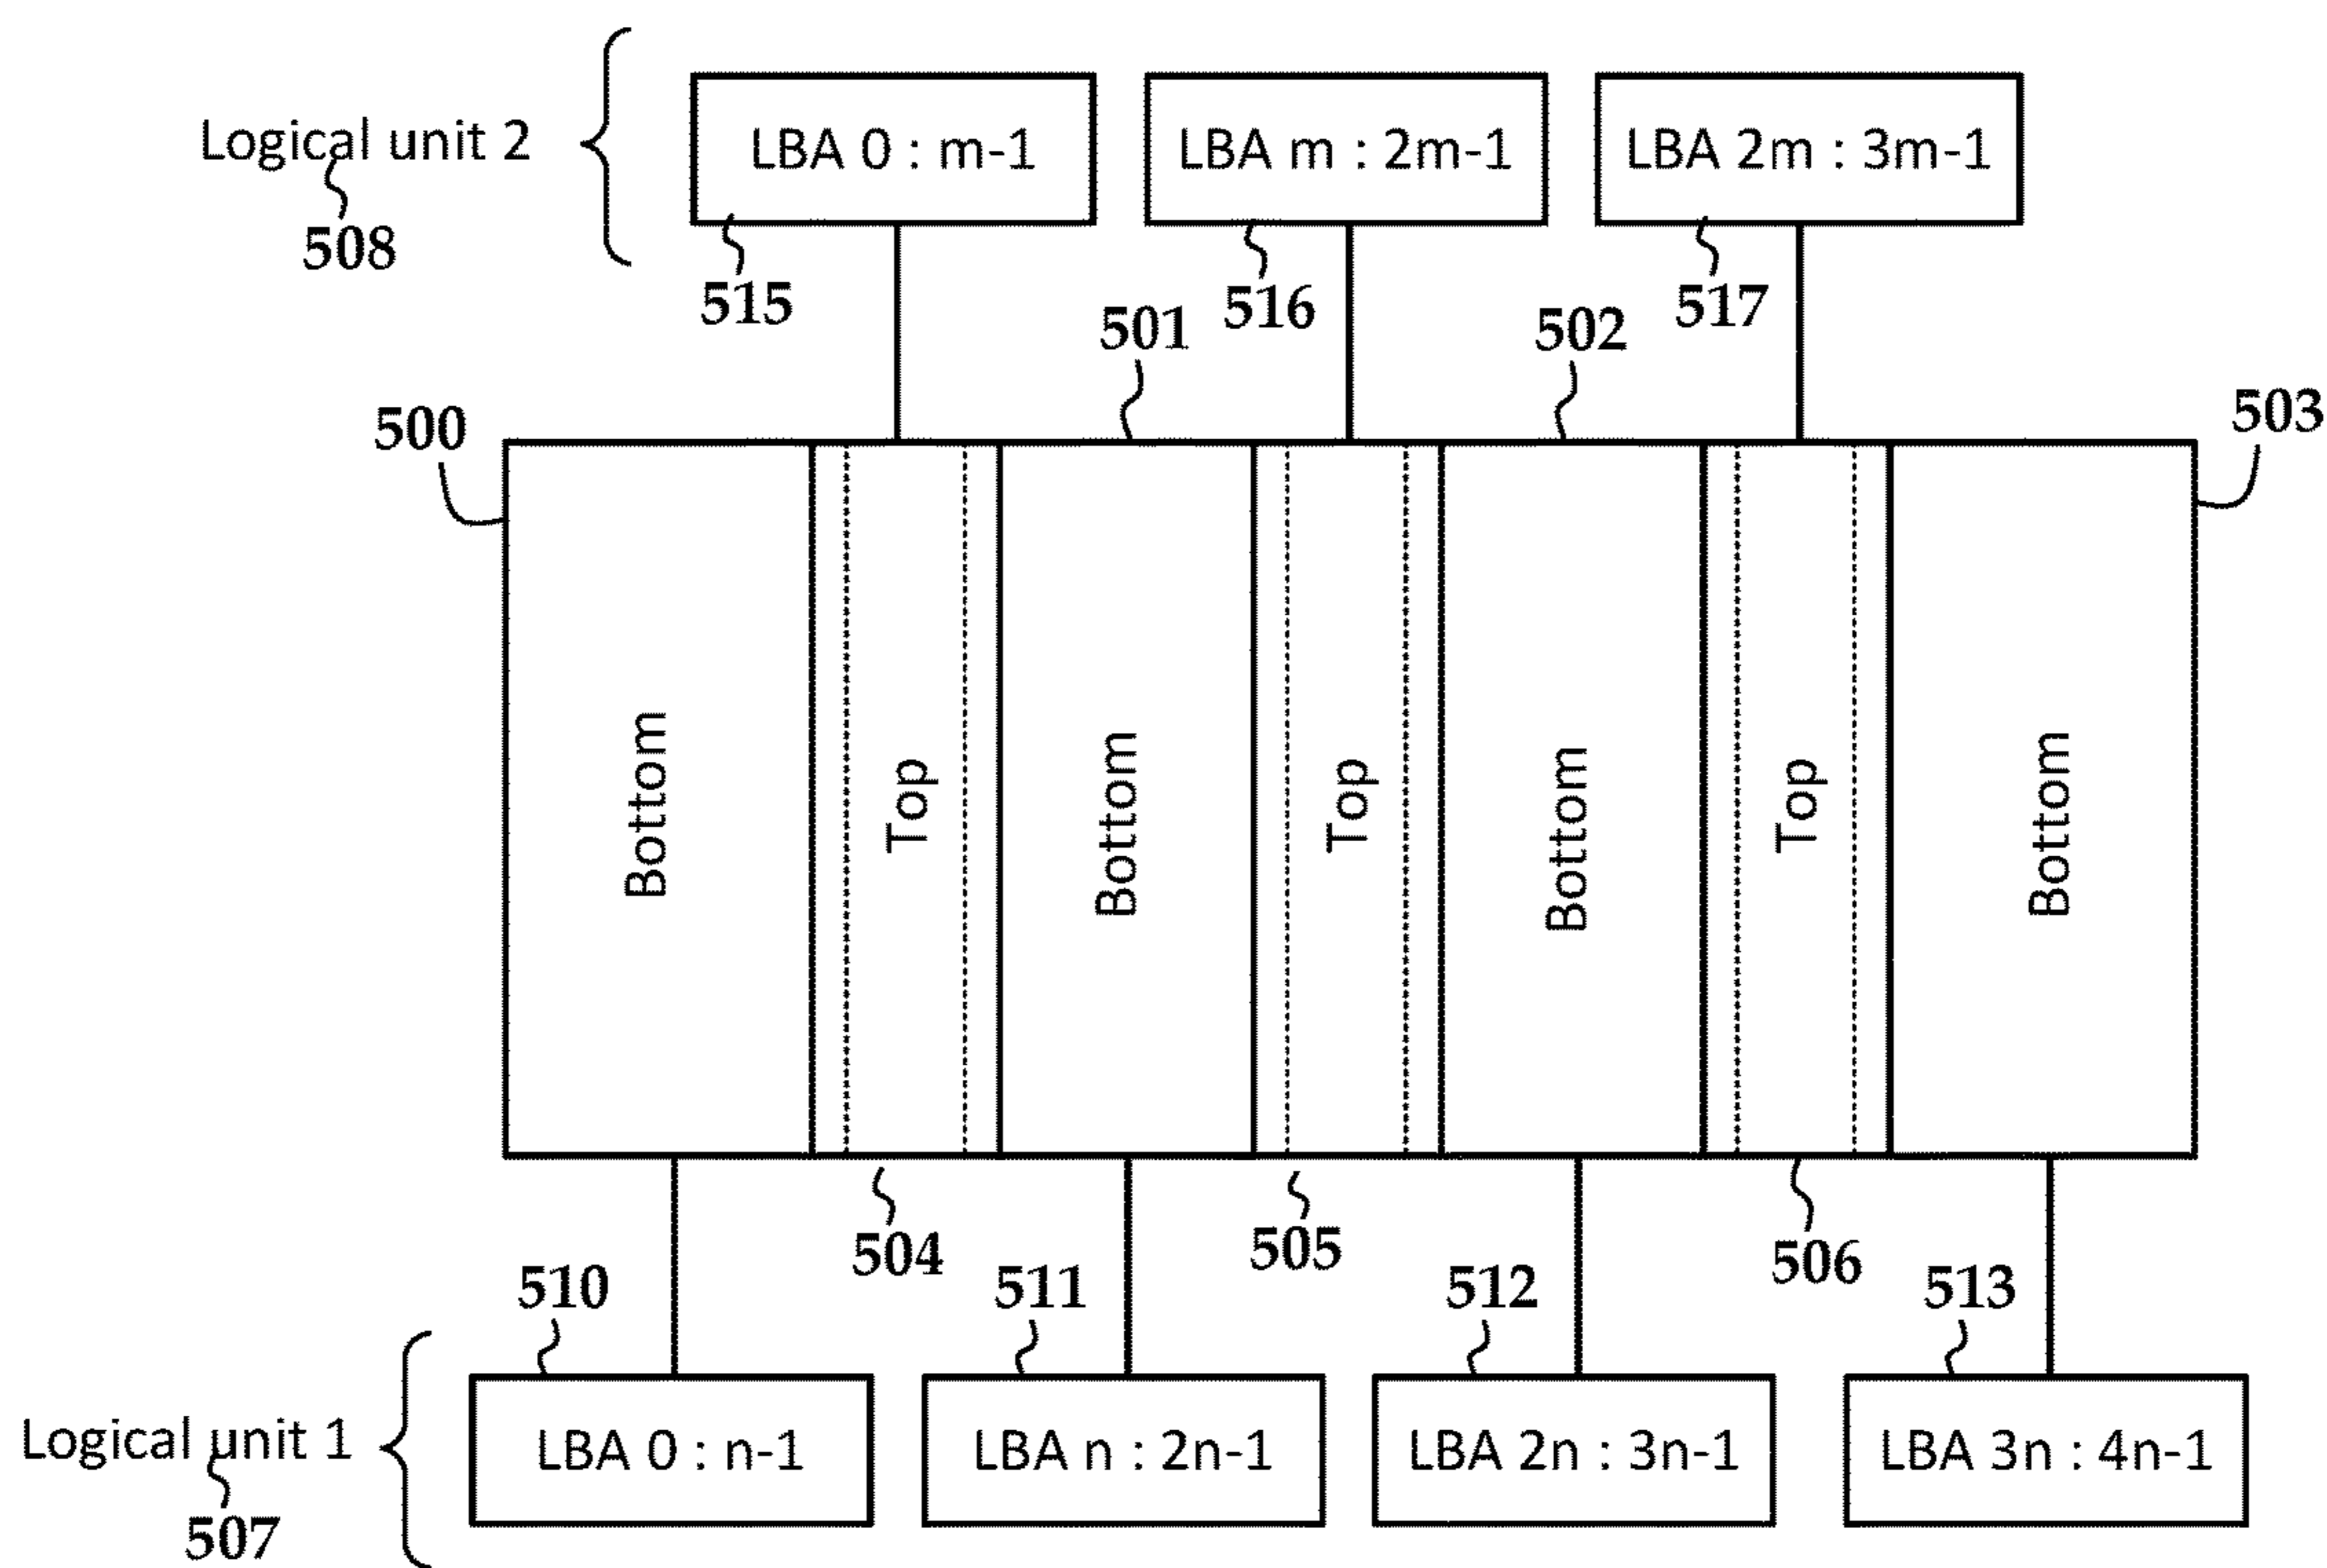 Logical unit 2
508
LBA 0 : m-1
LBA m : 2m-1
LBA 2m : 3m-1
515
516
517
501
502
500
503
Bottom
Top
Bottom
Top
Bottom
Top
Bottom
504
505
506
510
511
512
513
Logical unit 1
507
LBA 0 : n-1
LBA n : 2n-1
LBA 2n : 3n-1
LBA 3n : 4n-1